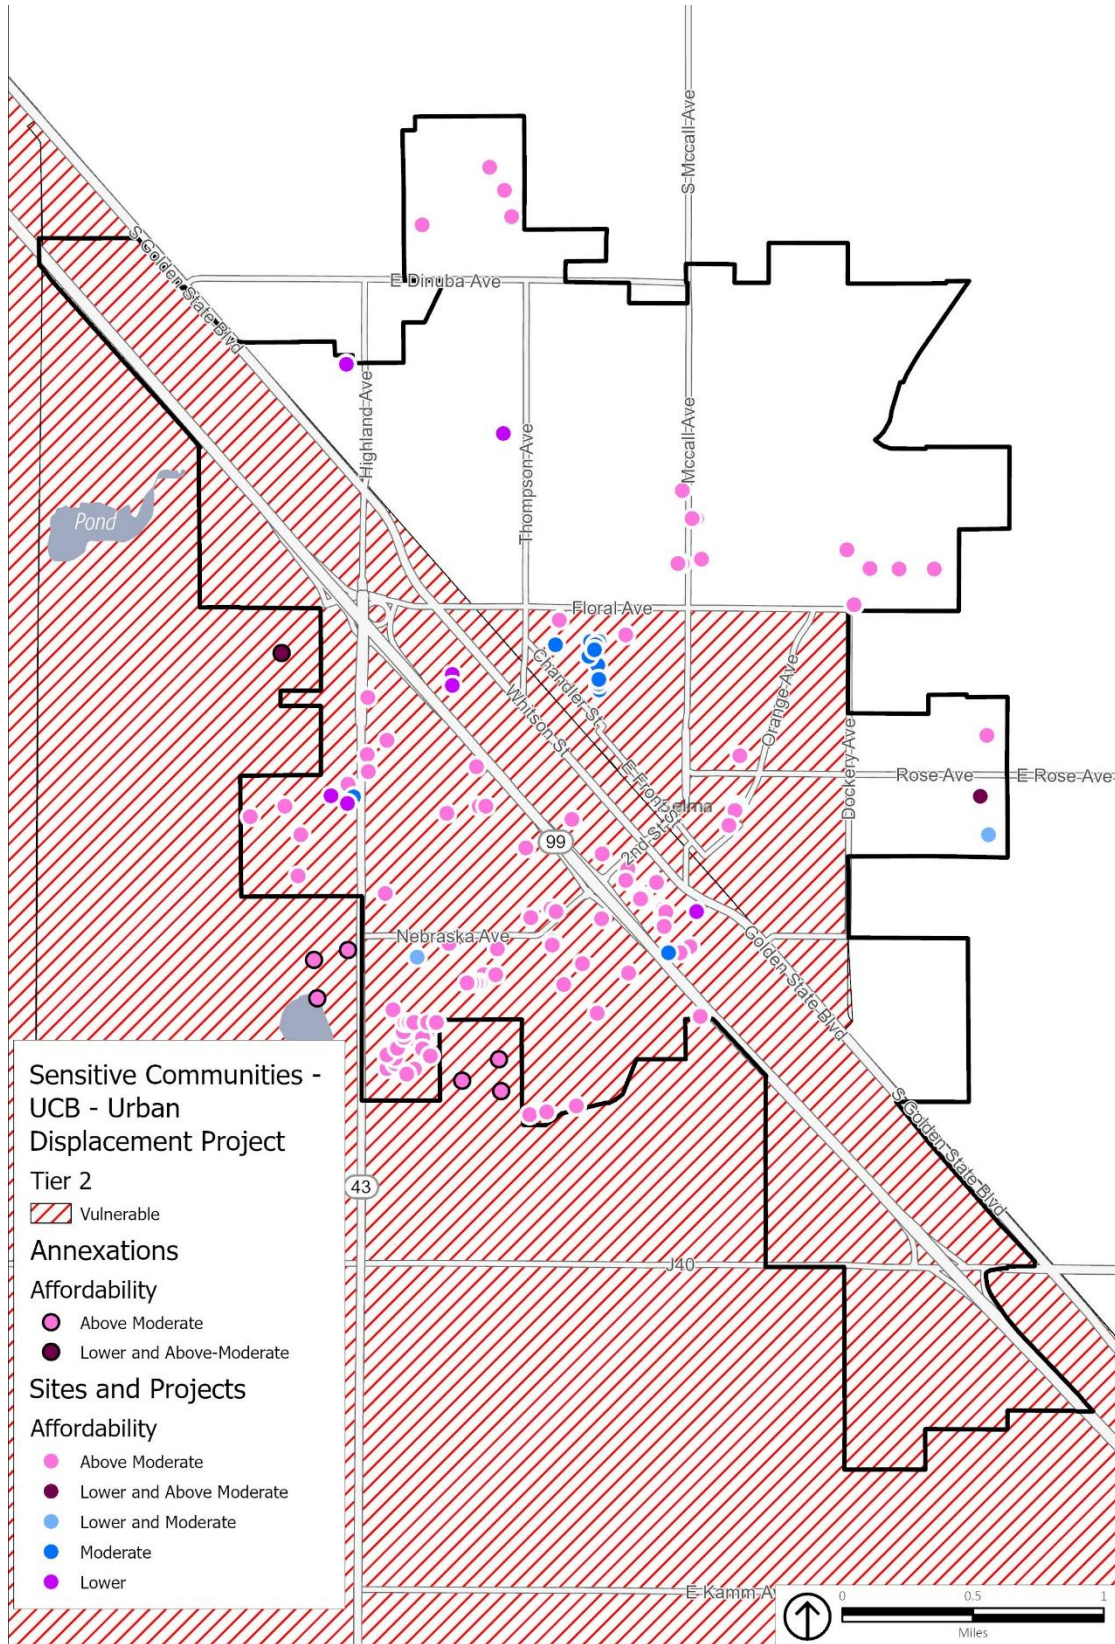 S Mccall Ave
S Golden State Blvd
E Dinuba Ave
Highland Ave
Thompson Ave
Mccall Ave
Pond
Floral Ave
Chandler St
Whitson St
Orange Ave
E Front St
Selma
2nd St
Dockery Ave
Rose Ave
E Rose Ave
99
Nebraska Ave
Golden State Blvd
S Golden State Blvd
43
J40
E Kamm Av
Sensitive Communities -
UCB - Urban
Displacement Project
Tier 2
Vulnerable
Annexations
Affordability
Above Moderate
Lower and Above-Moderate
Sites and Projects
Affordability
Above Moderate
Lower and Above Moderate
Lower and Moderate
Moderate
Lower
0 0.5 1
Miles